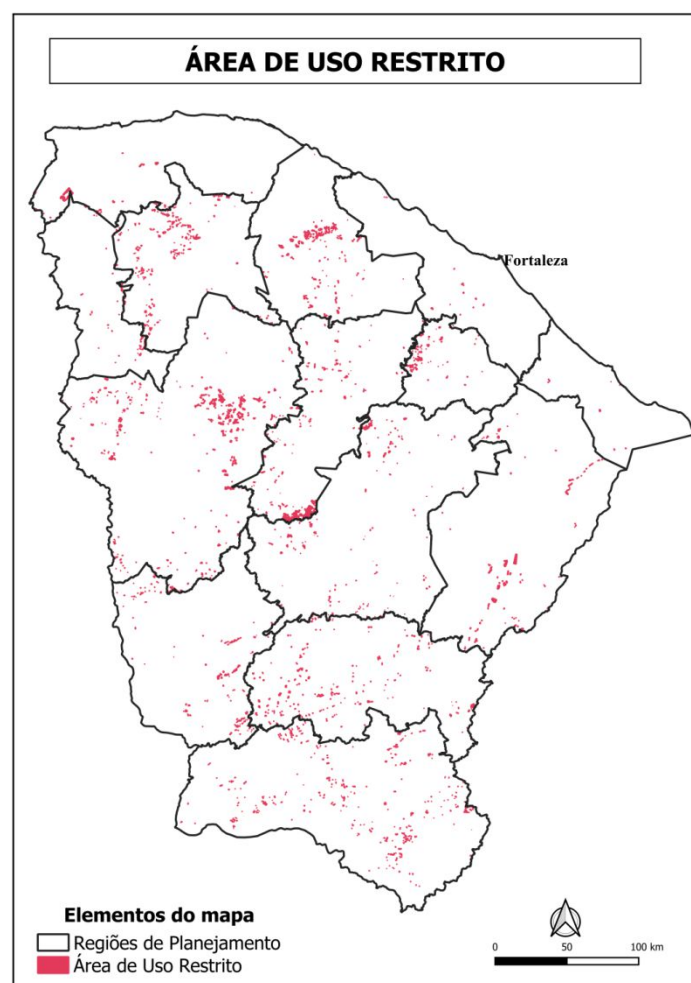 ÁREA DE USO RESTRITO
Fortaleza
Elementos do mapa
Regiões de Planejamento
Área de Uso Restrito
0 50 100 km